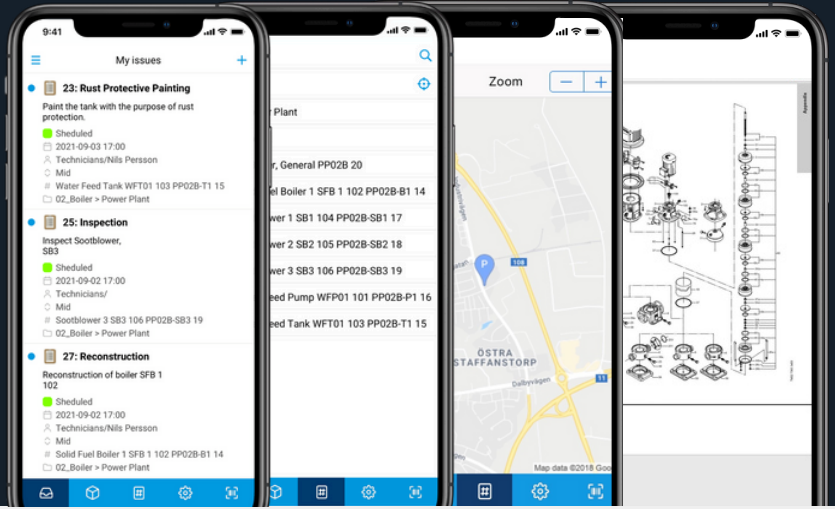 9:41
My issues
23: Rust Protective Painting
Paint the tank with the purpose of rust
protection.
Sheduled
2021-09-03 17:00
Technicians/Nils Persson
Mid
# Water Feed Tank WFT01 103 PP02B-T1 15
02_Boiler > Power Plant
25: Inspection
Inspect Sootblower,
SB3
Sheduled
2021-09-02 17:00
Technicians/
Mid
# Sootblower 3 SB3 106 PP02B-SB3 19
02_Boiler > Power Plant
27: Reconstruction
Reconstruction of boiler SFB 1
102
Sheduled
2021-09-02 17:00
Technicians/Nils Persson
Mid
# Solid Fuel Boiler 1 SFB 1 102 PP02B-B1 14
02_Boiler > Power Plant
Plant
r, General PP02B 20
el Boiler 1 SFB 1 102 PP02B-B1 14
wer 1 SB1 104 PP02B-SB1 17
wer 2 SB2 105 PP02B-SB2 18
wer 3 SB3 106 PP02B-SB3 19
eed Pump WFP01 101 PP02B-P1 16
eed Tank WFT01 103 PP02B-T1 15
Zoom
Industrivägen
P
108
ÖSTRA
STAFFANSTORP
11
Dalbyvägen
Map data ©2018 Goo
Appendix